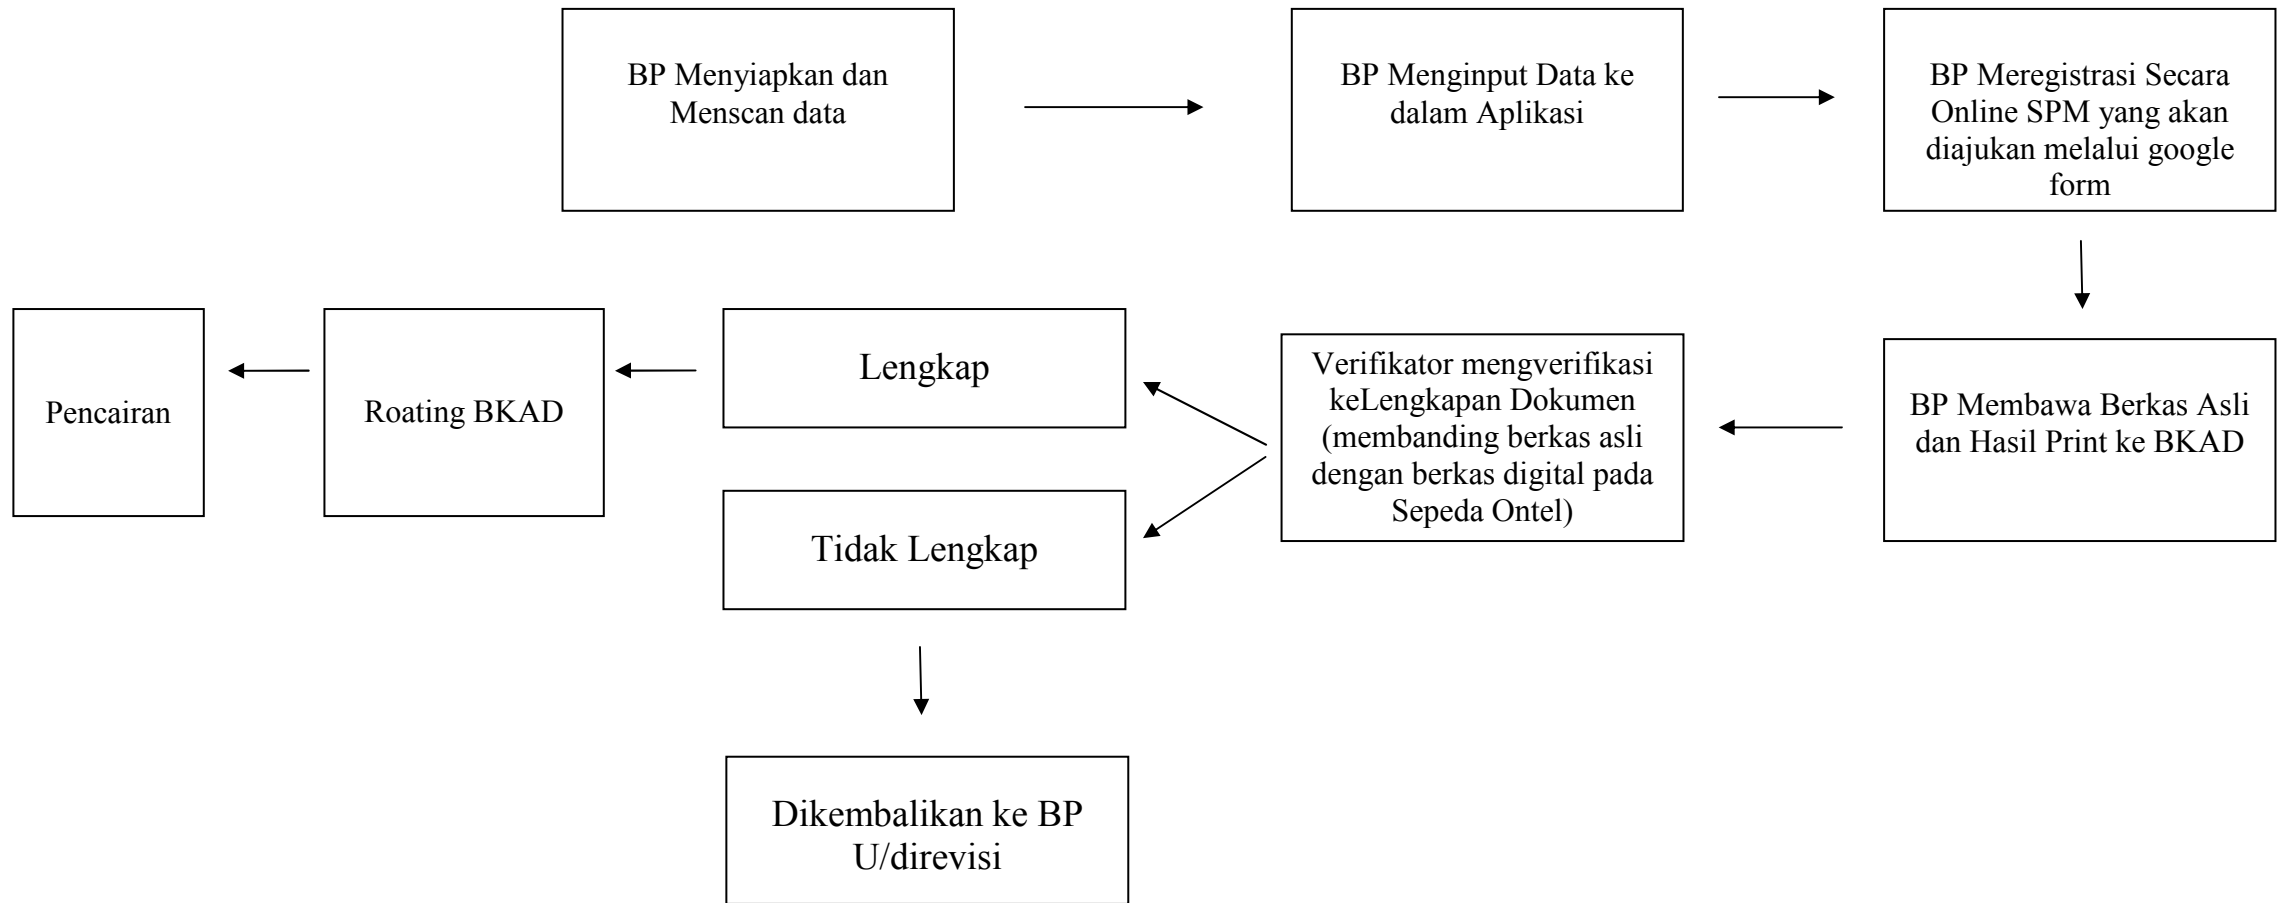 BP Menyiapkan dan
Menscan data
BP Menginput Data ke
dalam Aplikasi
BP Meregistrasi Secara
Online SPM yang akan
diajukan melalui google
form
BP Membawa Berkas Asli
dan Hasil Print ke BKAD
Verifikator mengverifikasi
keLengkapan Dokumen
(membanding berkas asli
dengan berkas digital pada
Sepeda Ontel)
Lengkap
Roating BKAD
Pencairan
Tidak Lengkap
Dikembalikan ke BP
U/direvisi